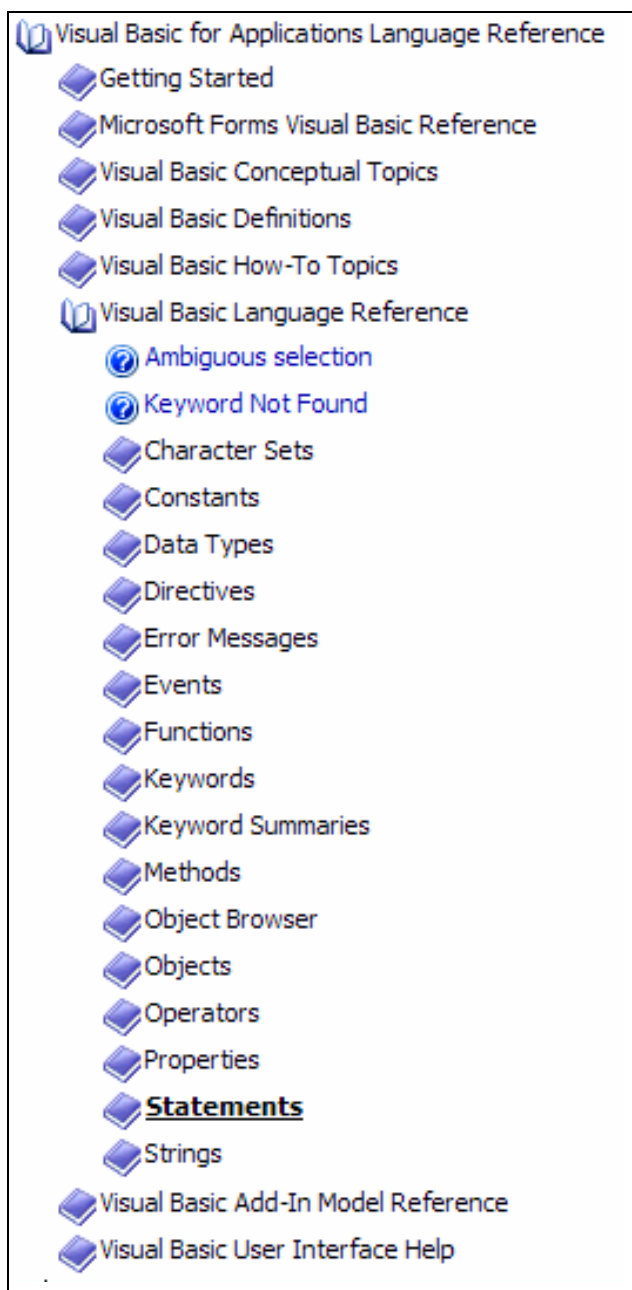 Visual Basic for Applications Language Reference
Getting Started
Microsoft Forms Visual Basic Reference
Visual Basic Conceptual Topics
Visual Basic Definitions
Visual Basic How-To Topics
Visual Basic Language Reference
Ambiguous selection
Keyword Not Found
Character Sets
Constants
Data Types
Directives
Error Messages
Events
Functions
Keywords
Keyword Summaries
Methods
Object Browser
Objects
Operators
Properties
Statements
Strings
Visual Basic Add-In Model Reference
Visual Basic User Interface Help